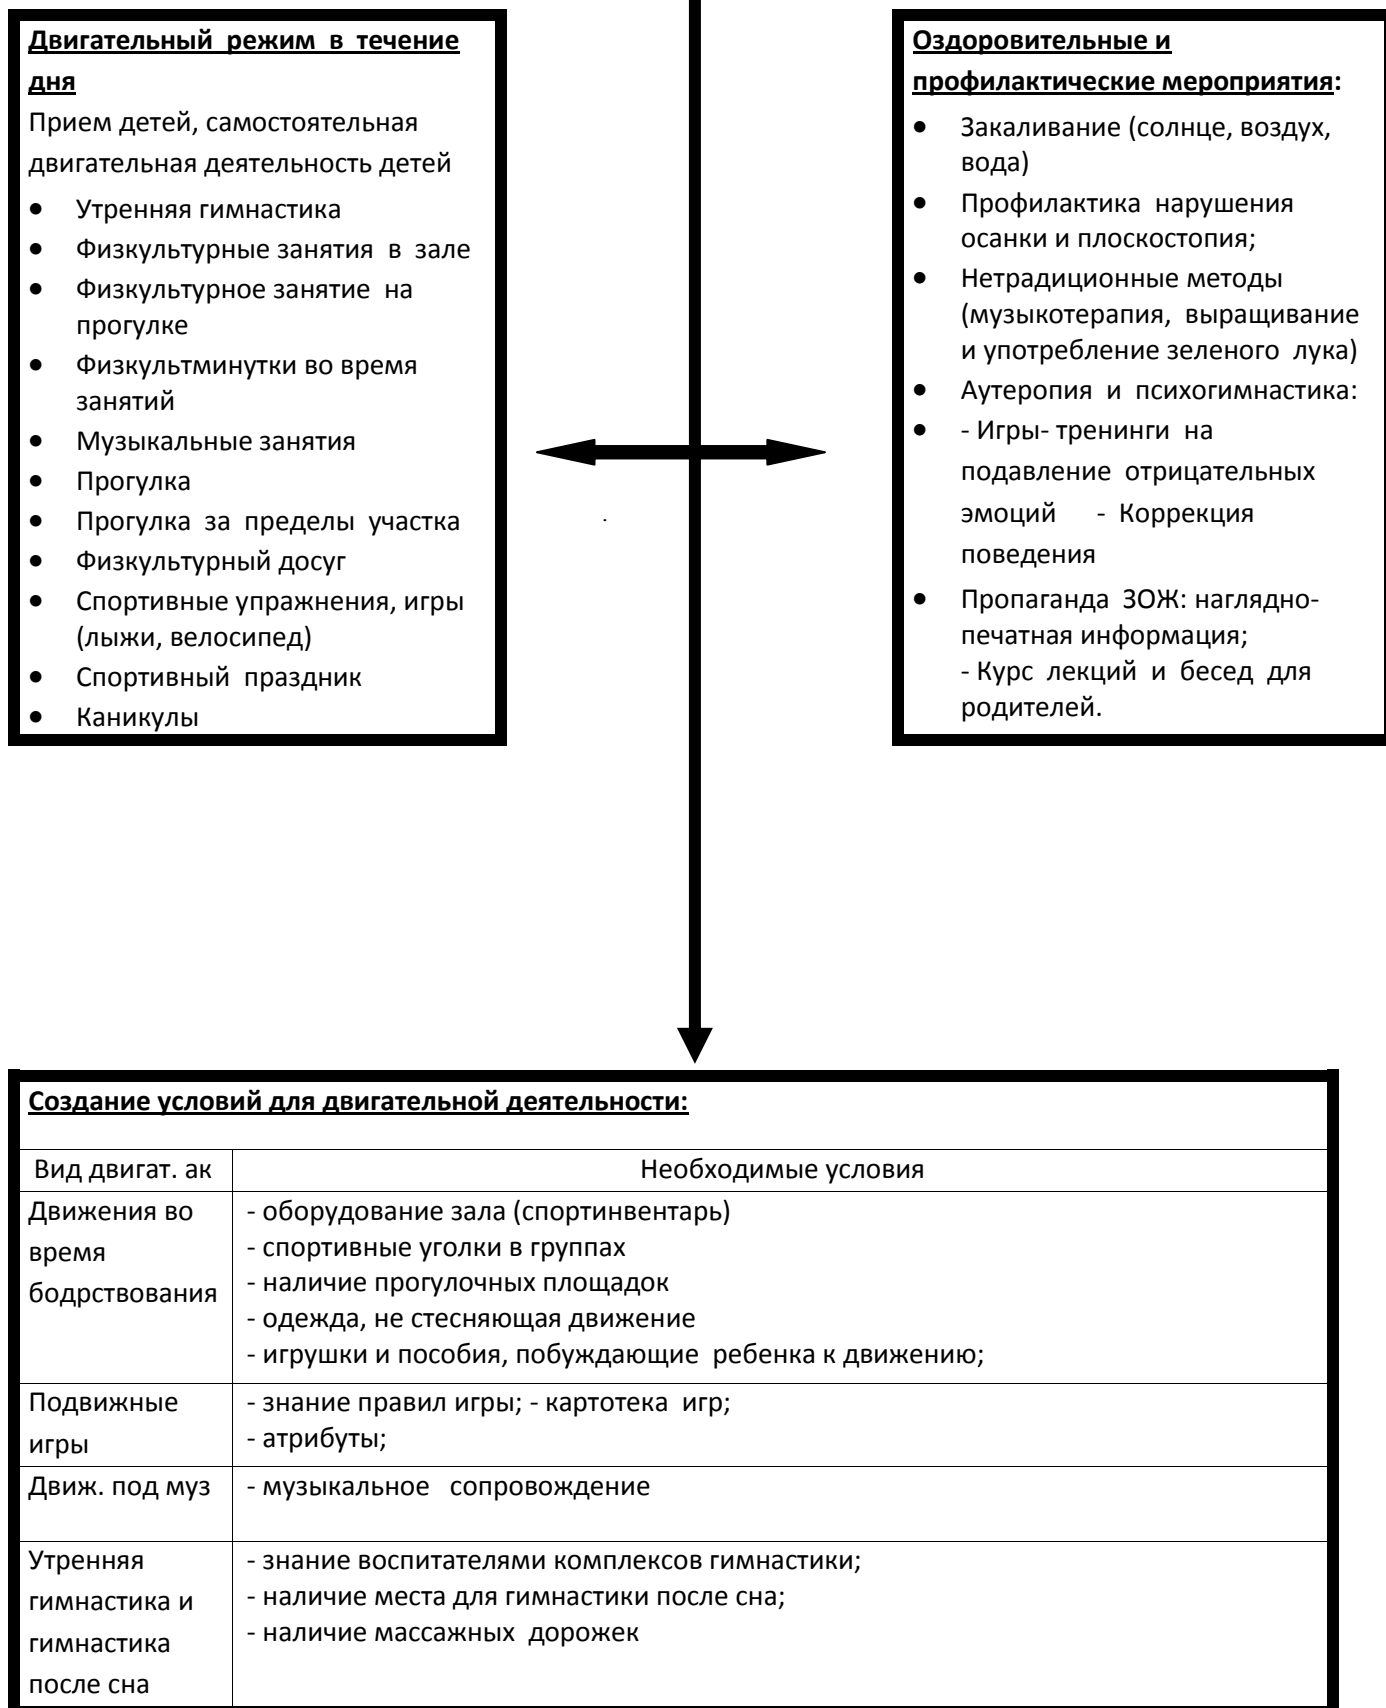 Двигательный режим в течение
дня
Прием детей, самостоятельная
двигательная деятельность детей
• Утренняя гимнастика
• Физкультурные занятия в зале
• Физкультурное занятие на
прогулке
• Физкультминутки во время
занятий
• Музыкальные занятия
• Прогулка
• Прогулка за пределы участка
• Физкультурный досуг
• Спортивные упражнения, игры
(лыжи, велосипед)
• Спортивный праздник
• Каникулы
Оздоровительные и
профилактические мероприятия:
• Закаливание (солнце, воздух,
вода)
• Профилактика нарушения
осанки и плоскостопия;
• Нетрадиционные методы
(музыкотерапия, выращивание
и употребление зеленого лука)
• Аутеропия и психогимнастика:
• - Игры- тренинги на
подавление отрицательных
эмоций - Коррекция
поведения
• Пропаганда ЗОЖ: наглядно-
печатная информация;
- Курс лекций и бесед для
родителей.
.
Создание условий для двигательной деятельности:
Вид двигат. ак
Необходимые условия
Движения во
время
бодрствования
- оборудование зала (спортинвентарь)
- спортивные уголки в группах
- наличие прогулочных площадок
- одежда, не стесняющая движение
- игрушки и пособия, побуждающие ребенка к движению;
Подвижные
игры
- знание правил игры; - картотека игр;
- атрибуты;
Движ. под муз
- музыкальное сопровождение
Утренняя
гимнастика и
гимнастика
после сна
- знание воспитателями комплексов гимнастики;
- наличие места для гимнастики после сна;
- наличие массажных дорожек